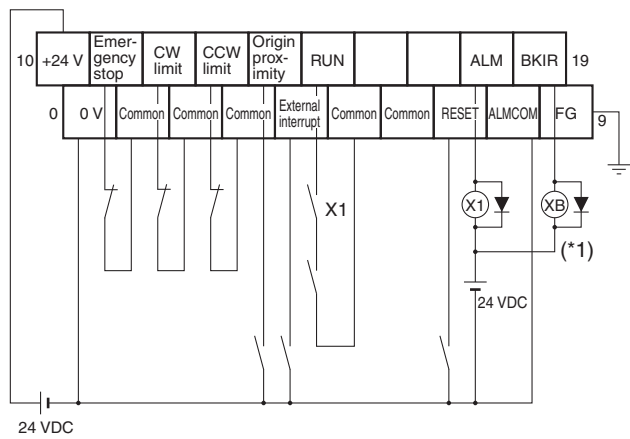 10 +24 V Emer-
gency
stop CW
limit CCW
limit Origin
prox-
imity RUN ALM BKIR 19
0 0 V Common Common Common External
interrupt Common Common RESET ALMCOM FG 9
X1
X1
XB
(*1)
24 VDC
24 VDC